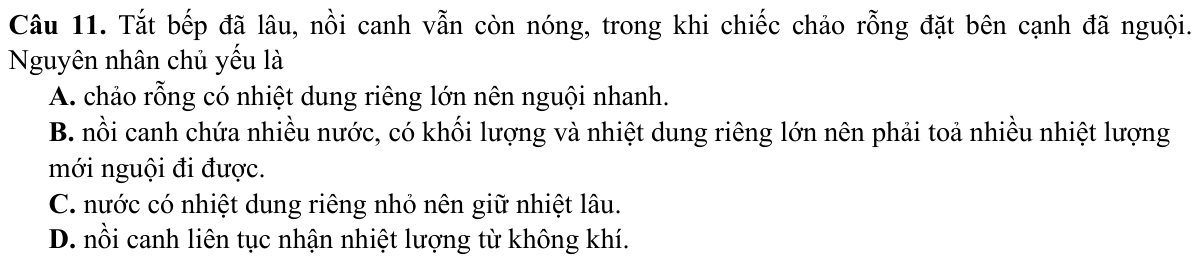 Câu 11. Tắt bếp đã lâu, nồi canh vẫn còn nóng, trong khi chiếc chảo rỗng đặt bên cạnh đã nguội.
Nguyên nhân chủ yếu là
A. chảo rỗng có nhiệt dung riêng lớn nên nguội nhanh.
B. nồi canh chứa nhiều nước, có khối lượng và nhiệt dung riêng lớn nên phải toả nhiều nhiệt lượng
mới nguội đi được.
C. nước có nhiệt dung riêng nhỏ nên giữ nhiệt lâu.
D. nồi canh liên tục nhận nhiệt lượng từ không khí.